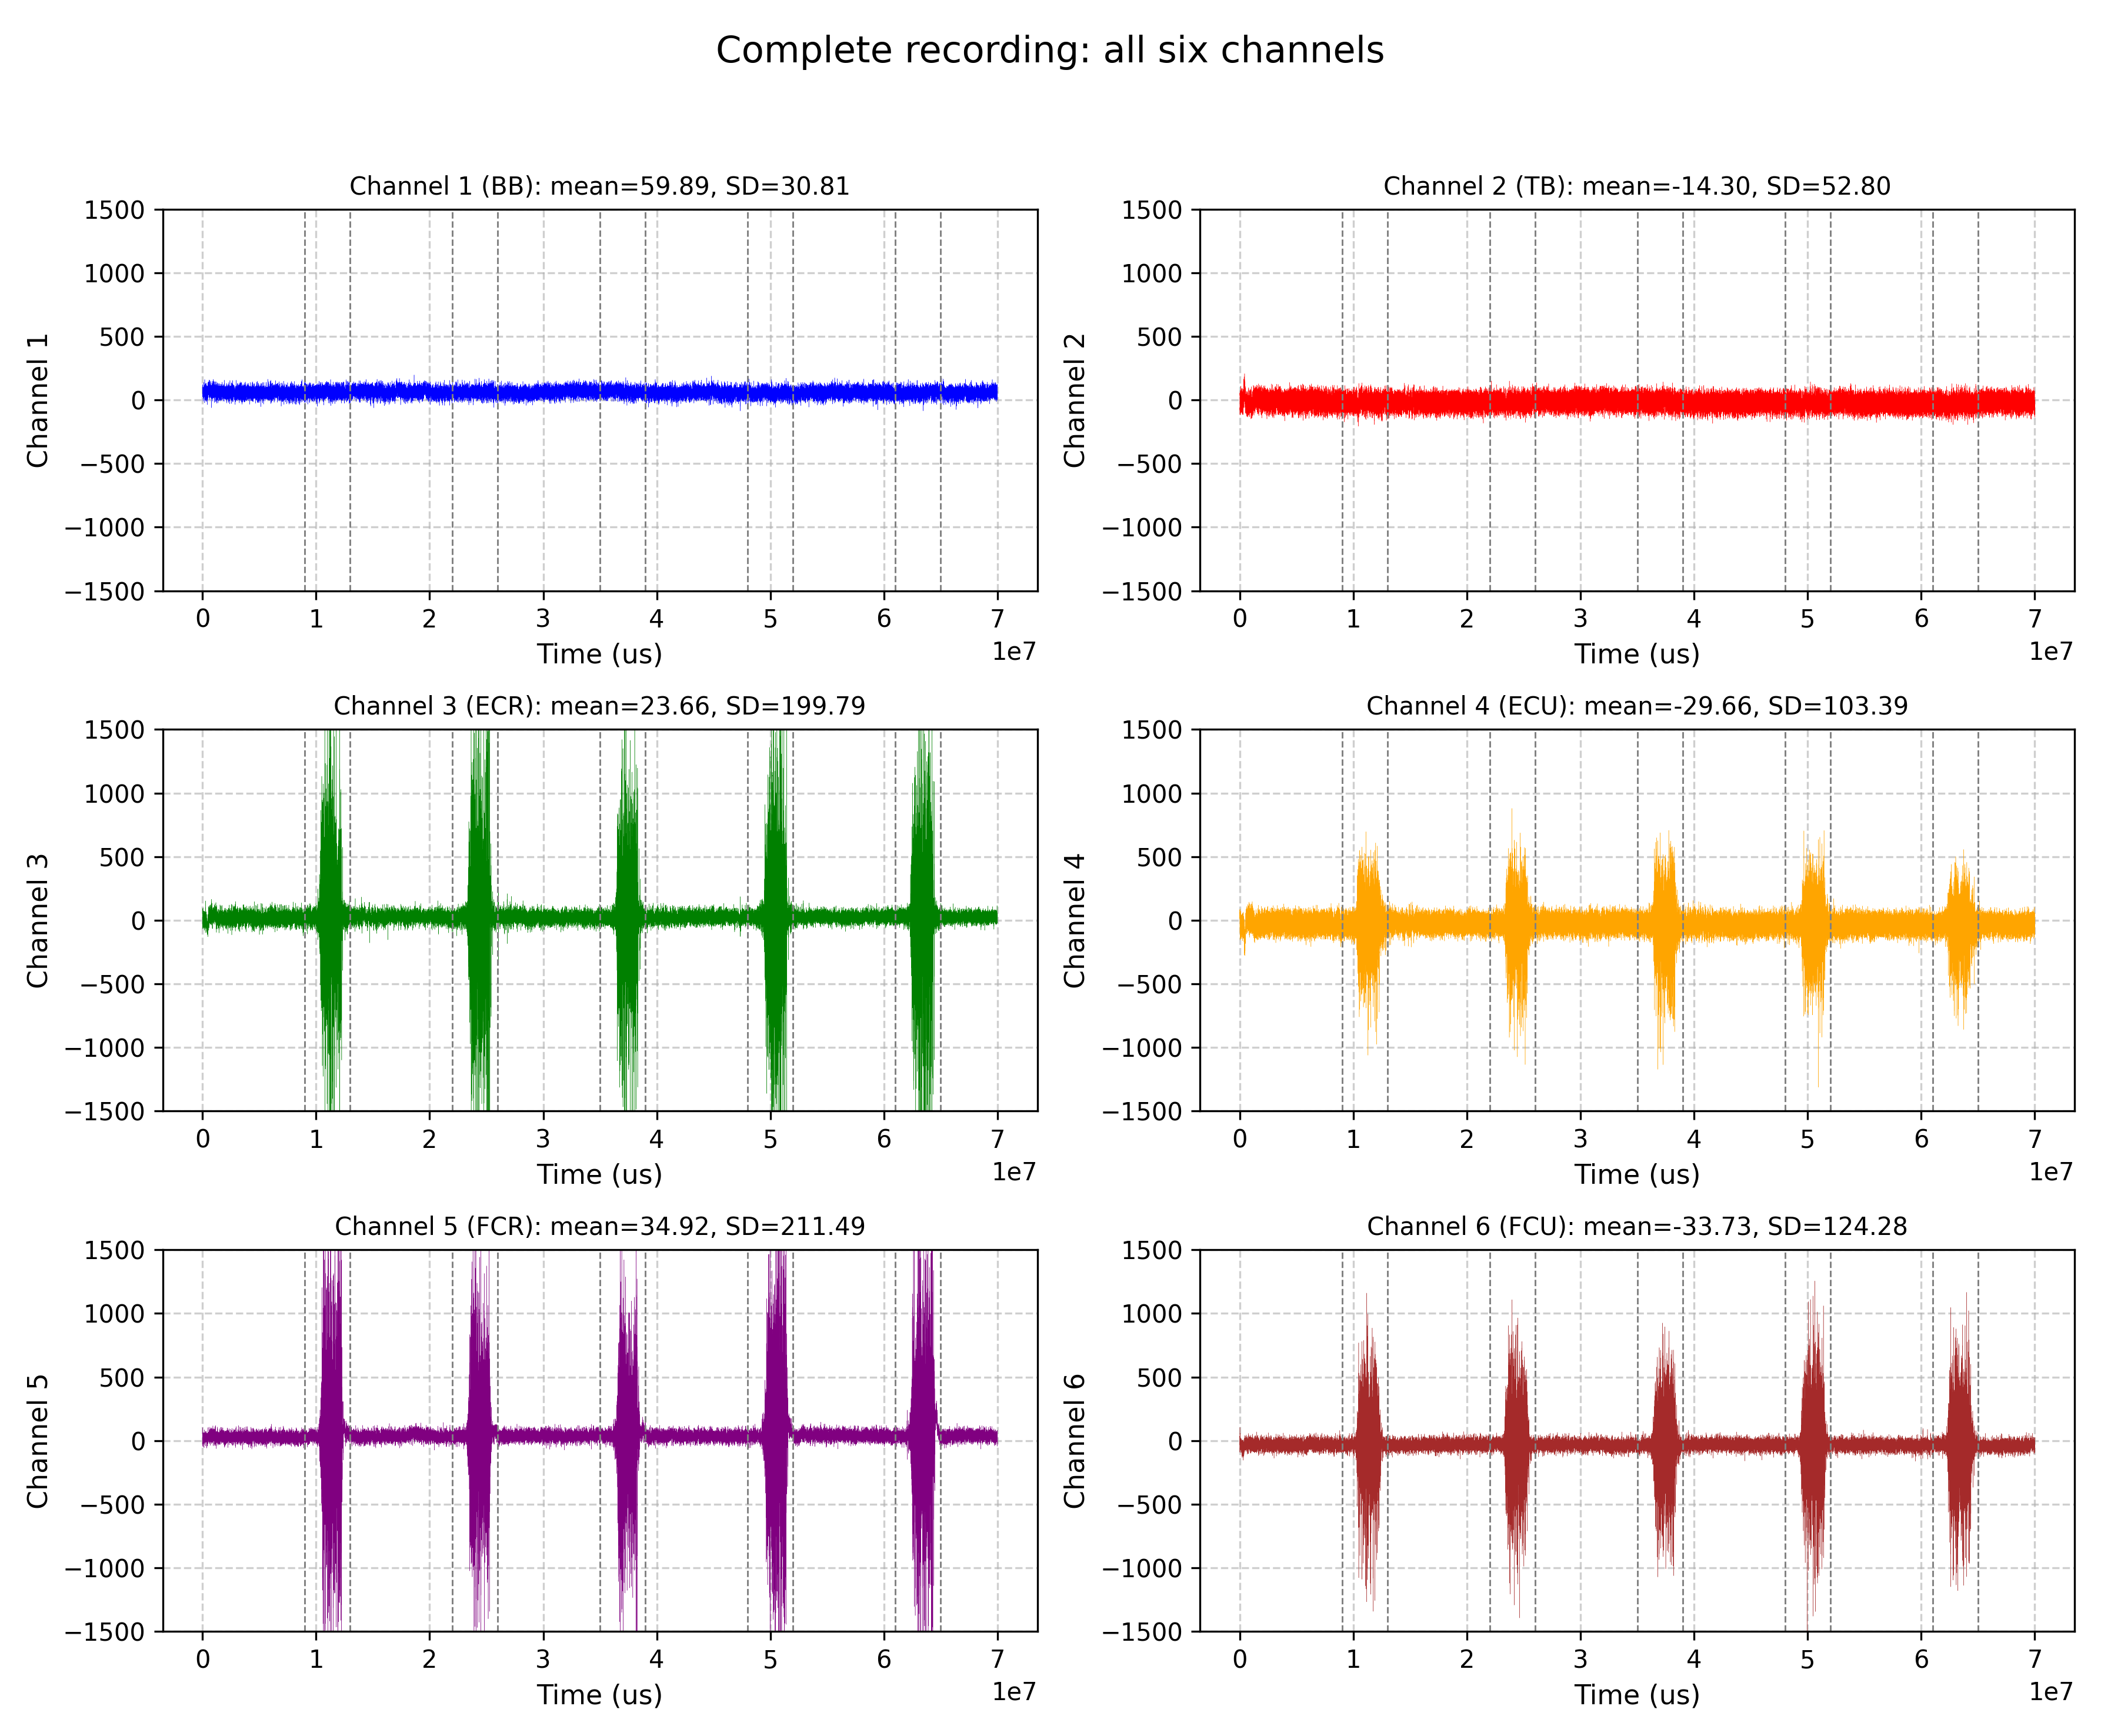 Complete recording: all six channels
Channel 1 (BB): mean=59.89, SD=30.81
1500
1000
500
0
−500
−1000
−1500
Channel 1
0 1 2 3 4 5 6 7
Time (us)
1e7
Channel 2 (TB): mean=-14.30, SD=52.80
1500
1000
500
0
−500
−1000
−1500
Channel 2
0 1 2 3 4 5 6 7
Time (us)
1e7
Channel 3 (ECR): mean=23.66, SD=199.79
1500
1000
500
0
−500
−1000
−1500
Channel 3
0 1 2 3 4 5 6 7
Time (us)
1e7
Channel 4 (ECU): mean=-29.66, SD=103.39
1500
1000
500
0
−500
−1000
−1500
Channel 4
0 1 2 3 4 5 6 7
Time (us)
1e7
Channel 5 (FCR): mean=34.92, SD=211.49
1500
1000
500
0
−500
−1000
−1500
Channel 5
0 1 2 3 4 5 6 7
Time (us)
1e7
Channel 6 (FCU): mean=-33.73, SD=124.28
1500
1000
500
0
−500
−1000
−1500
Channel 6
0 1 2 3 4 5 6 7
Time (us)
1e7